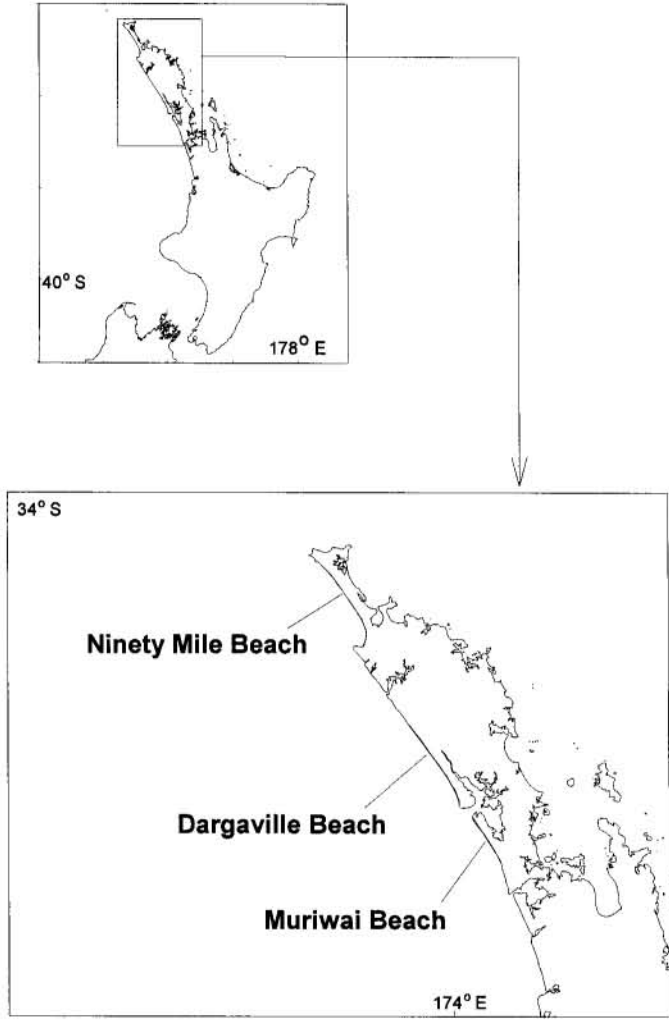 40° S
178° E
34° S
Ninety Mile Beach
Dargaville Beach
Muriwai Beach
174° E